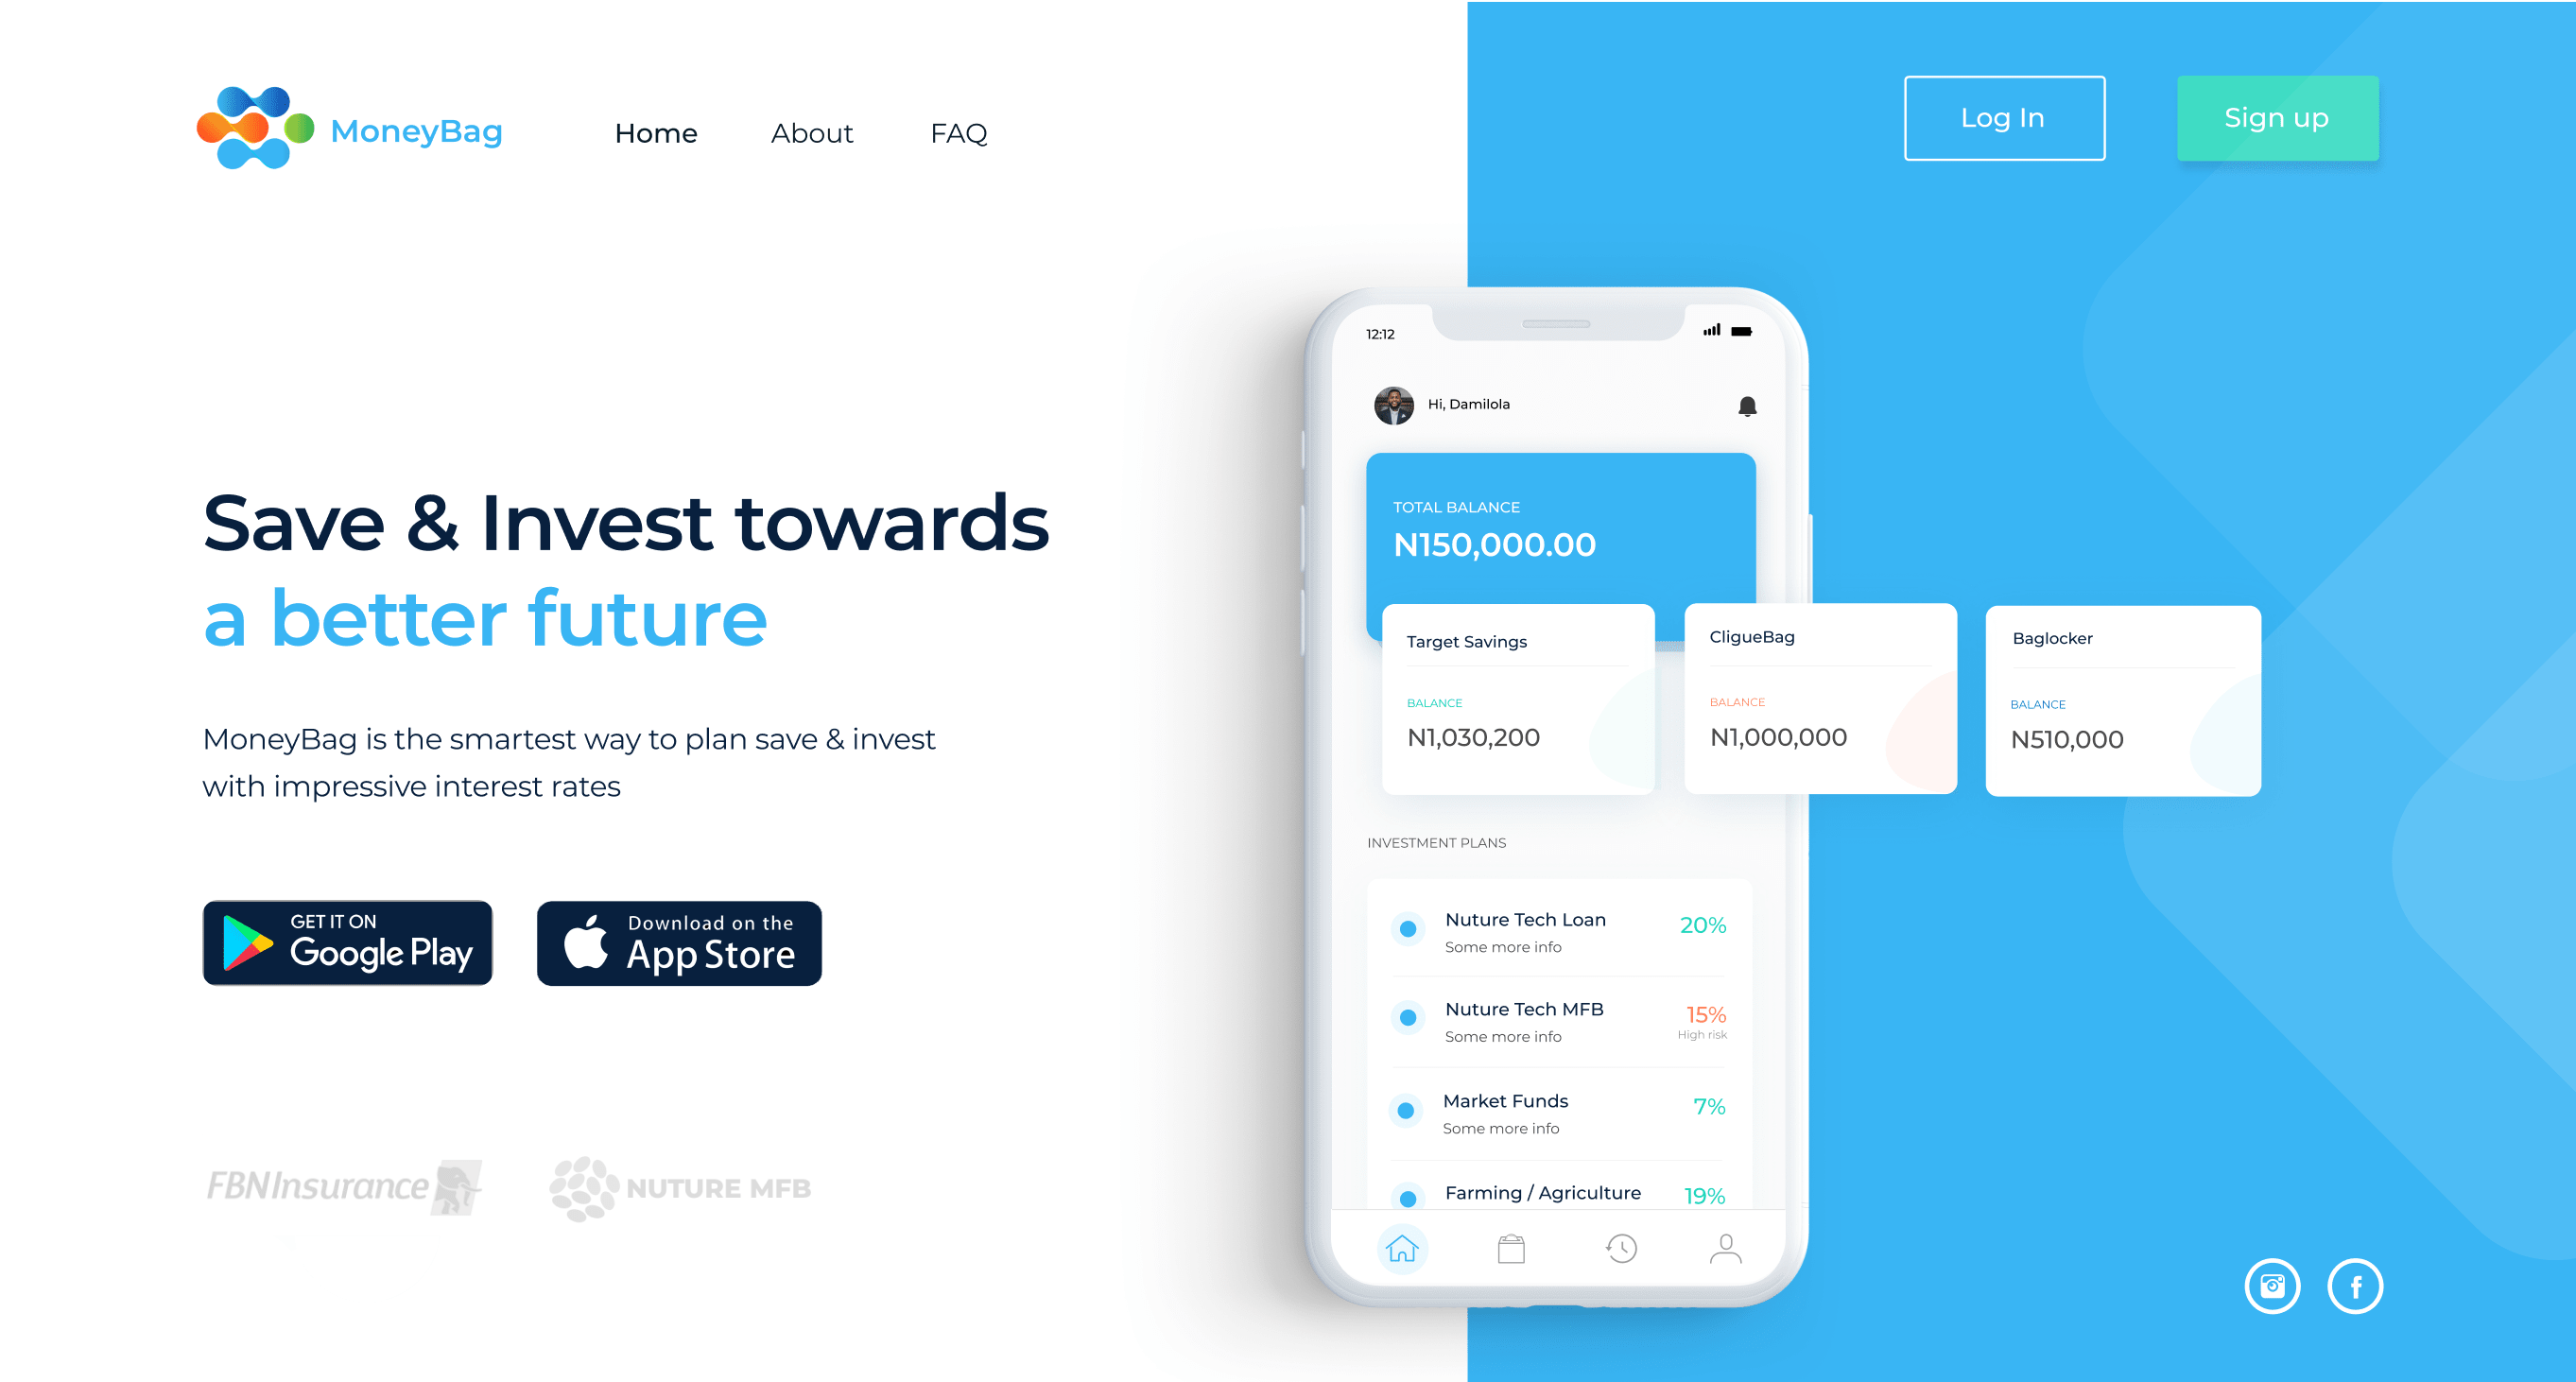 MoneyBag
Home
About
FAQ
Log In
Sign up
Save & Invest towards
a better future
MoneyBag is the smartest way to plan save & invest
with impressive interest rates
GET IT ON
Google Play
Download on the
App Store
FBNInsurance
NUTURE MFB
12:12
Hi, Damilola
TOTAL BALANCE
N150,000.00
Target Savings
BALANCE
N1,030,200
CligueBag
BALANCE
N1,000,000
Baglocker
BALANCE
N510,000
INVESTMENT PLANS
Nuture Tech Loan
20%
Some more info
Nuture Tech MFB
15%
Some more info
High risk
Market Funds
7%
Some more info
Farming / Agriculture
19%